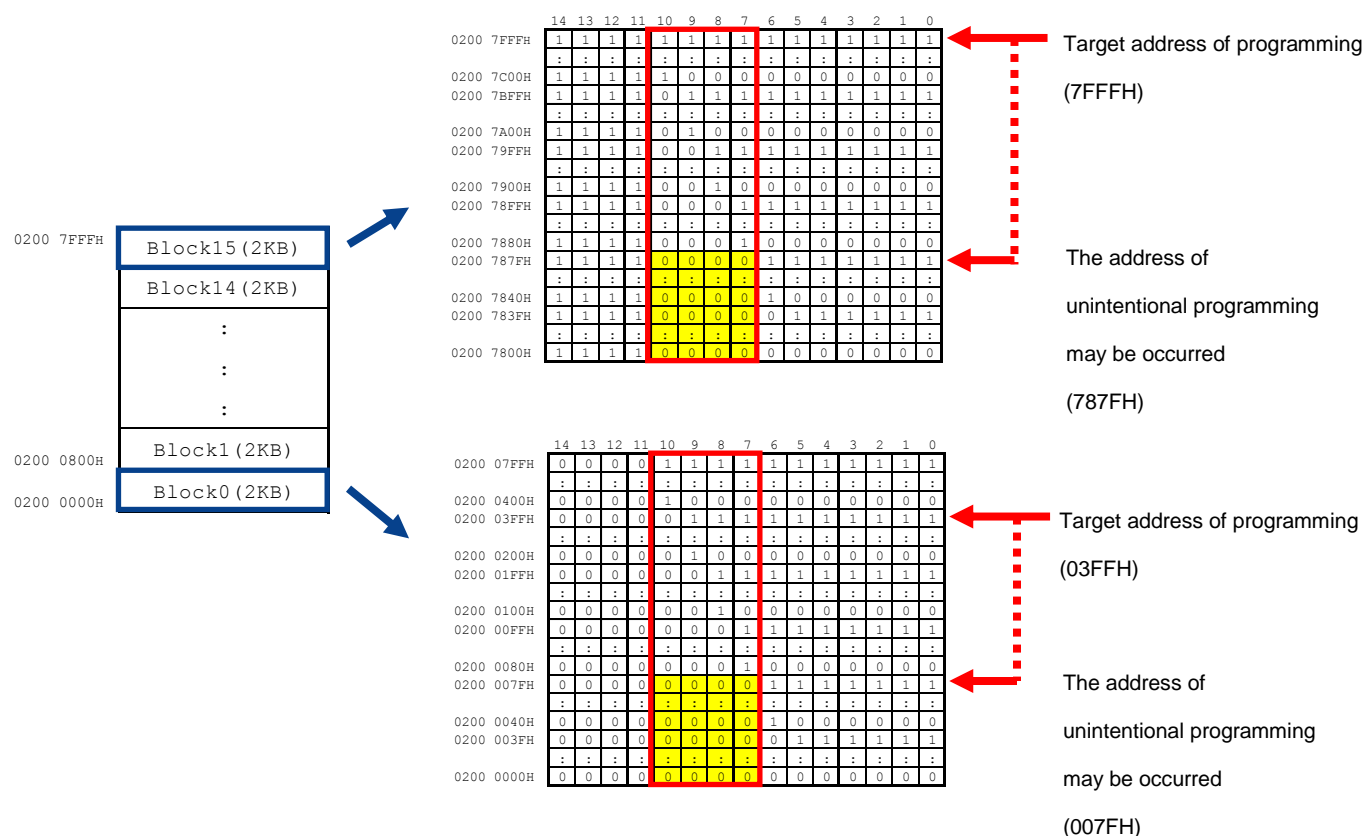 0200 7FFFH
Block15(2KB)
Block14(2KB)
:
:
:
Block1(2KB)
0200 0800H
Block0(2KB)
0200 0000H
14 13 12 11 10 9 8 7 6 5 4 3 2 1 0
0200 7FFFH 1 1 1 1 1 1 1 1 1 1 1 1 1 1 1
: : : : : : : : : : : : : : :
0200 7C00H 1 1 1 1 1 0 0 0 0 0 0 0 0 0 0
0200 7BFFH 1 1 1 1 0 1 1 1 1 1 1 1 1 1 1
: : : : : : : : : : : : : : :
0200 7A00H 1 1 1 1 0 1 0 0 0 0 0 0 0 0 0
0200 79FFH 1 1 1 1 0 0 1 1 1 1 1 1 1 1 1
: : : : : : : : : : : : : : :
0200 7900H 1 1 1 1 0 0 1 0 0 0 0 0 0 0 0
0200 78FFH 1 1 1 1 0 0 0 1 1 1 1 1 1 1 1
: : : : : : : : : : : : : : :
0200 7880H 1 1 1 1 0 0 0 1 0 0 0 0 0 0 0
0200 787FH 1 1 1 1 0 0 0 0 1 1 1 1 1 1 1
: : : : : : : : : : : : : : :
0200 7840H 1 1 1 1 0 0 0 0 1 0 0 0 0 0 0
0200 783FH 1 1 1 1 0 0 0 0 0 1 1 1 1 1 1
: : : : : : : : : : : : : : :
0200 7800H 1 1 1 1 0 0 0 0 0 0 0 0 0 0 0
Target address of programming
(7FFFH)
The address of
unintentional programming
may be occurred
(787FH)
14 13 12 11 10 9 8 7 6 5 4 3 2 1 0
0200 07FFH 0 0 0 0 1 1 1 1 1 1 1 1 1 1 1
: : : : : : : : : : : : : : :
0200 0400H 0 0 0 0 1 0 0 0 0 0 0 0 0 0 0
0200 03FFH 0 0 0 0 0 1 1 1 1 1 1 1 1 1 1
: : : : : : : : : : : : : : :
0200 0200H 0 0 0 0 0 1 0 0 0 0 0 0 0 0 0
0200 01FFH 0 0 0 0 0 0 1 1 1 1 1 1 1 1 1
: : : : : : : : : : : : : : :
0200 0100H 0 0 0 0 0 0 1 0 0 0 0 0 0 0 0
0200 00FFH 0 0 0 0 0 0 0 1 1 1 1 1 1 1 1
: : : : : : : : : : : : : : :
0200 0080H 0 0 0 0 0 0 0 1 0 0 0 0 0 0 0
0200 007FH 0 0 0 0 0 0 0 0 1 1 1 1 1 1 1
: : : : : : : : : : : : : : :
0200 0040H 0 0 0 0 0 0 0 0 1 0 0 0 0 0 0
0200 003FH 0 0 0 0 0 0 0 0 0 1 1 1 1 1 1
: : : : : : : : : : : : : : :
0200 0000H 0 0 0 0 0 0 0 0 0 0 0 0 0 0 0
Target address of programming
(03FFH)
The address of
unintentional programming
may be occurred
(007FH)